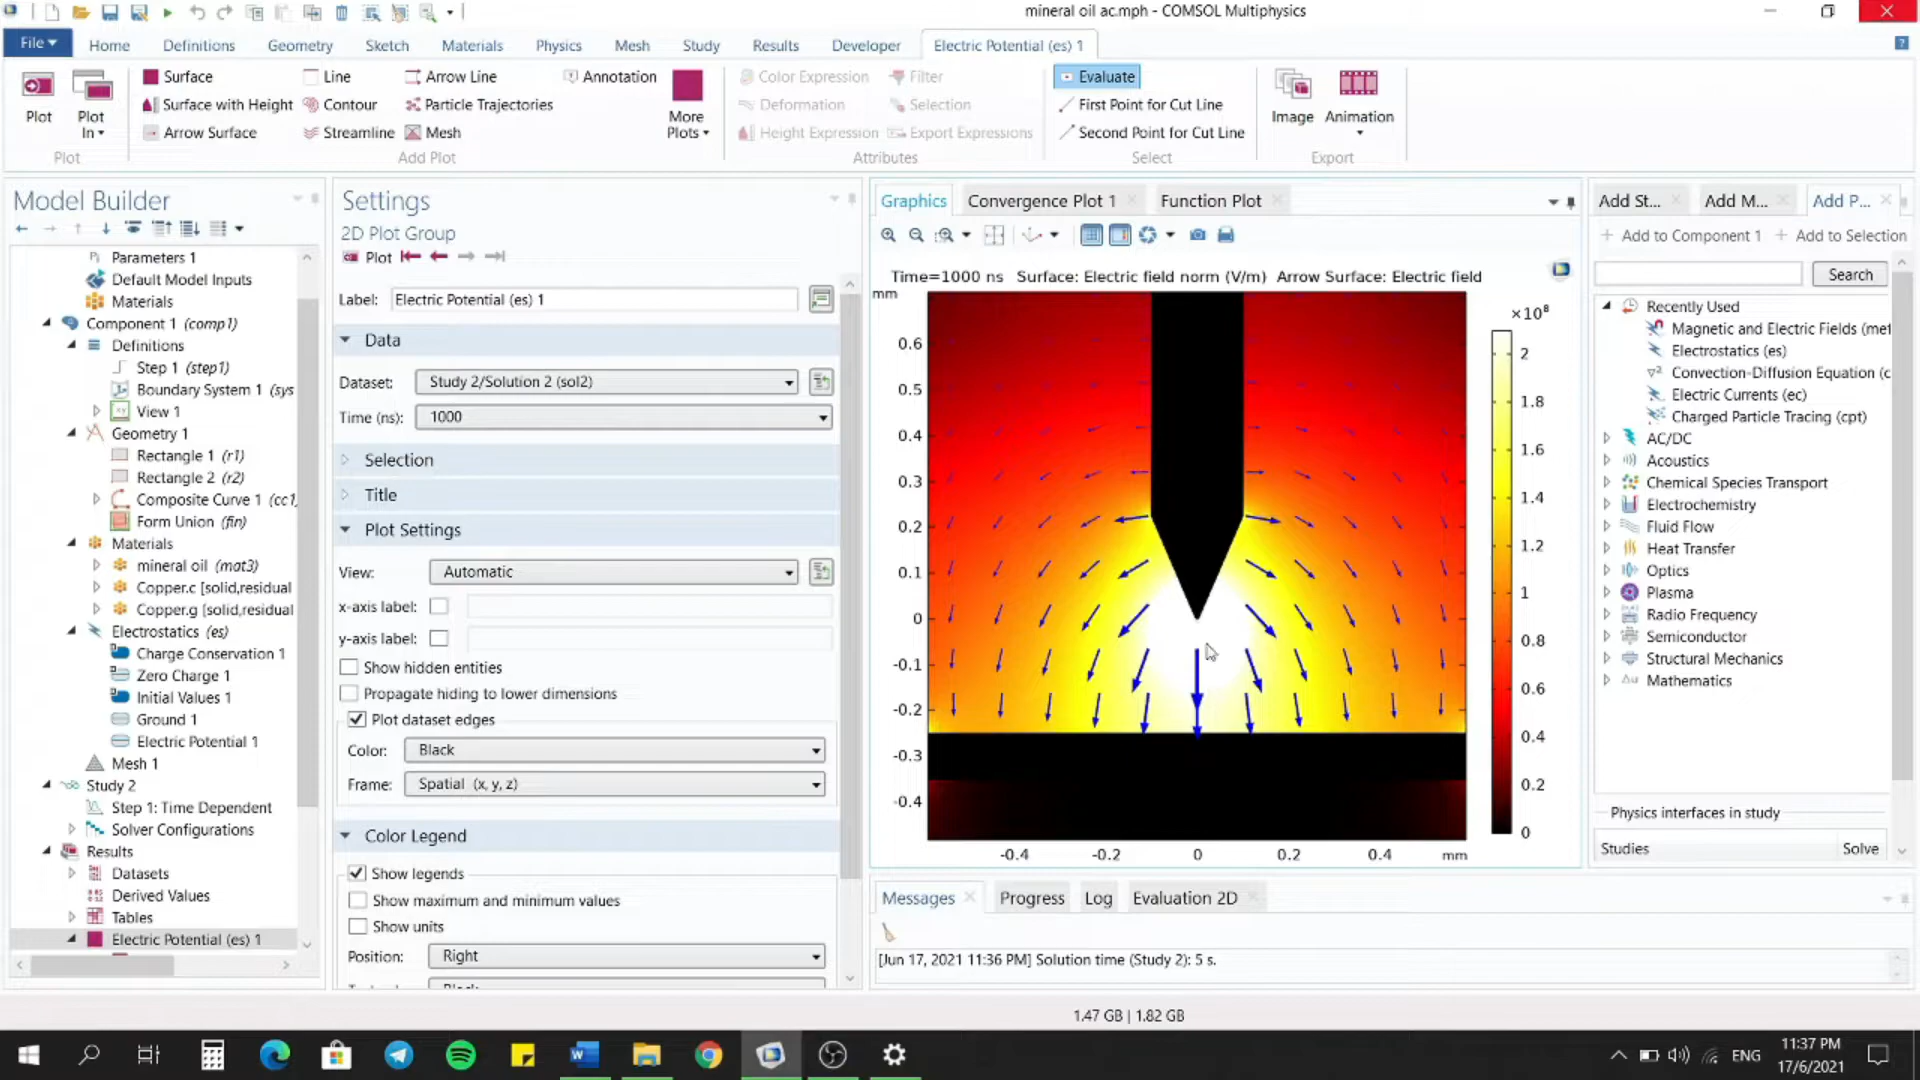 mineral oil ac.mph - COMSOL Multiphysics
File
Home
Definitions
Geometry
Sketch
Materials
Physics
Mesh
Study
Results
Developer
Electric Potential (es) 1
Plot
Plot In
Plot
Surface
Surface with Height
Arrow Surface
Line
Contour
Streamline
Arrow Line
Particle Trajectories
Mesh
Annotation
More Plots
Add Plot
Color Expression
Deformation
Height Expression
Filter
Selection
Export Expressions
Attributes
Evaluate
First Point for Cut Line
Second Point for Cut Line
Select
Image
Animation
Export
Model Builder
Parameters 1
Default Model Inputs
Materials
Component 1 (comp1)
Definitions
Step 1 (step1)
Boundary System 1 (sys
View 1
Geometry 1
Rectangle 1 (r1)
Rectangle 2 (r2)
Composite Curve 1 (cc1,
Form Union (fin)
Materials
mineral oil (mat3)
Copper.c [solid,residual
Copper.g [solid,residual
Electrostatics (es)
Charge Conservation 1
Zero Charge 1
Initial Values 1
Ground 1
Electric Potential 1
Mesh 1
Study 2
Step 1: Time Dependent
Solver Configurations
Results
Datasets
Derived Values
Tables
Electric Potential (es) 1
Settings
2D Plot Group
Plot
Label: Electric Potential (es) 1
Data
Dataset: Study 2/Solution 2 (sol2)
Time (ns): 1000
Selection
Title
Plot Settings
View: Automatic
x-axis label:
y-axis label:
Show hidden entities
Propagate hiding to lower dimensions
Plot dataset edges
Color: Black
Frame: Spatial (x, y, z)
Color Legend
Show legends
Show maximum and minimum values
Show units
Position: Right
Graphics
Convergence Plot 1
Function Plot
Time=1000 ns Surface: Electric field norm (V/m) Arrow Surface: Electric field
mm
×10⁸
0.6
0.5
0.4
0.3
0.2
0.1
0
-0.1
-0.2
-0.3
-0.4
-0.4
-0.2
0
0.2
0.4
mm
2
1.8
1.6
1.4
1.2
1
0.8
0.6
0.4
0.2
0
Messages
Progress
Log
Evaluation 2D
[Jun 17, 2021 11:36 PM] Solution time (Study 2): 5 s.
Add St...
Add M...
Add P...
Add to Component 1
Add to Selection
Search
Recently Used
Magnetic and Electric Fields (mef
Electrostatics (es)
Convection-Diffusion Equation (c
Electric Currents (ec)
Charged Particle Tracing (cpt)
AC/DC
Acoustics
Chemical Species Transport
Electrochemistry
Fluid Flow
Heat Transfer
Optics
Plasma
Radio Frequency
Semiconductor
Structural Mechanics
Mathematics
Physics interfaces in study
Studies
Solve
1.47 GB | 1.82 GB
ENG
11:37 PM
17/6/2021